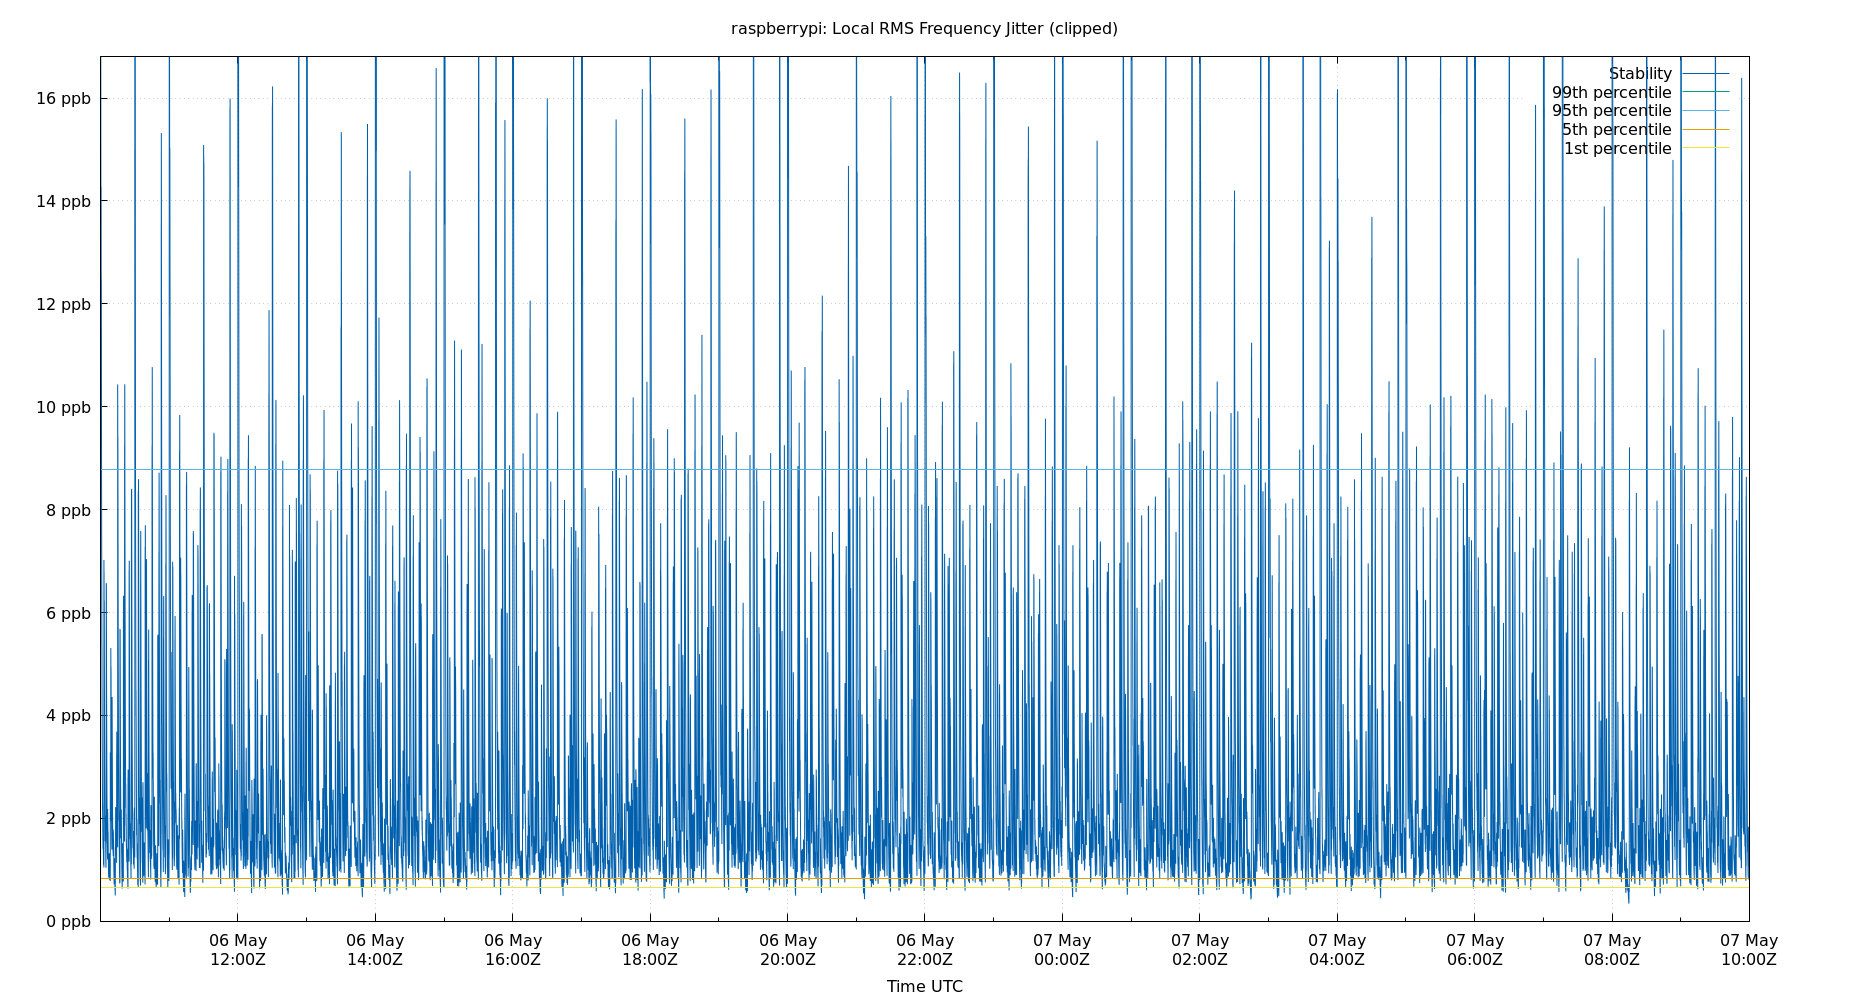 raspberrypi: Local RMS Frequency Jitter (clipped)
Stability
99th percentile
95th percentile
5th percentile
1st percentile
16 ppb
14 ppb
12 ppb
10 ppb
8 ppb
6 ppb
4 ppb
2 ppb
0 ppb
06 May 06 May 06 May 06 May 06 May 06 May 07 May 07 May 07 May 07 May 07 May 07 May
12:00Z 14:00Z 16:00Z 18:00Z 20:00Z 22:00Z 00:00Z 02:00Z 04:00Z 06:00Z 08:00Z 10:00Z
Time UTC